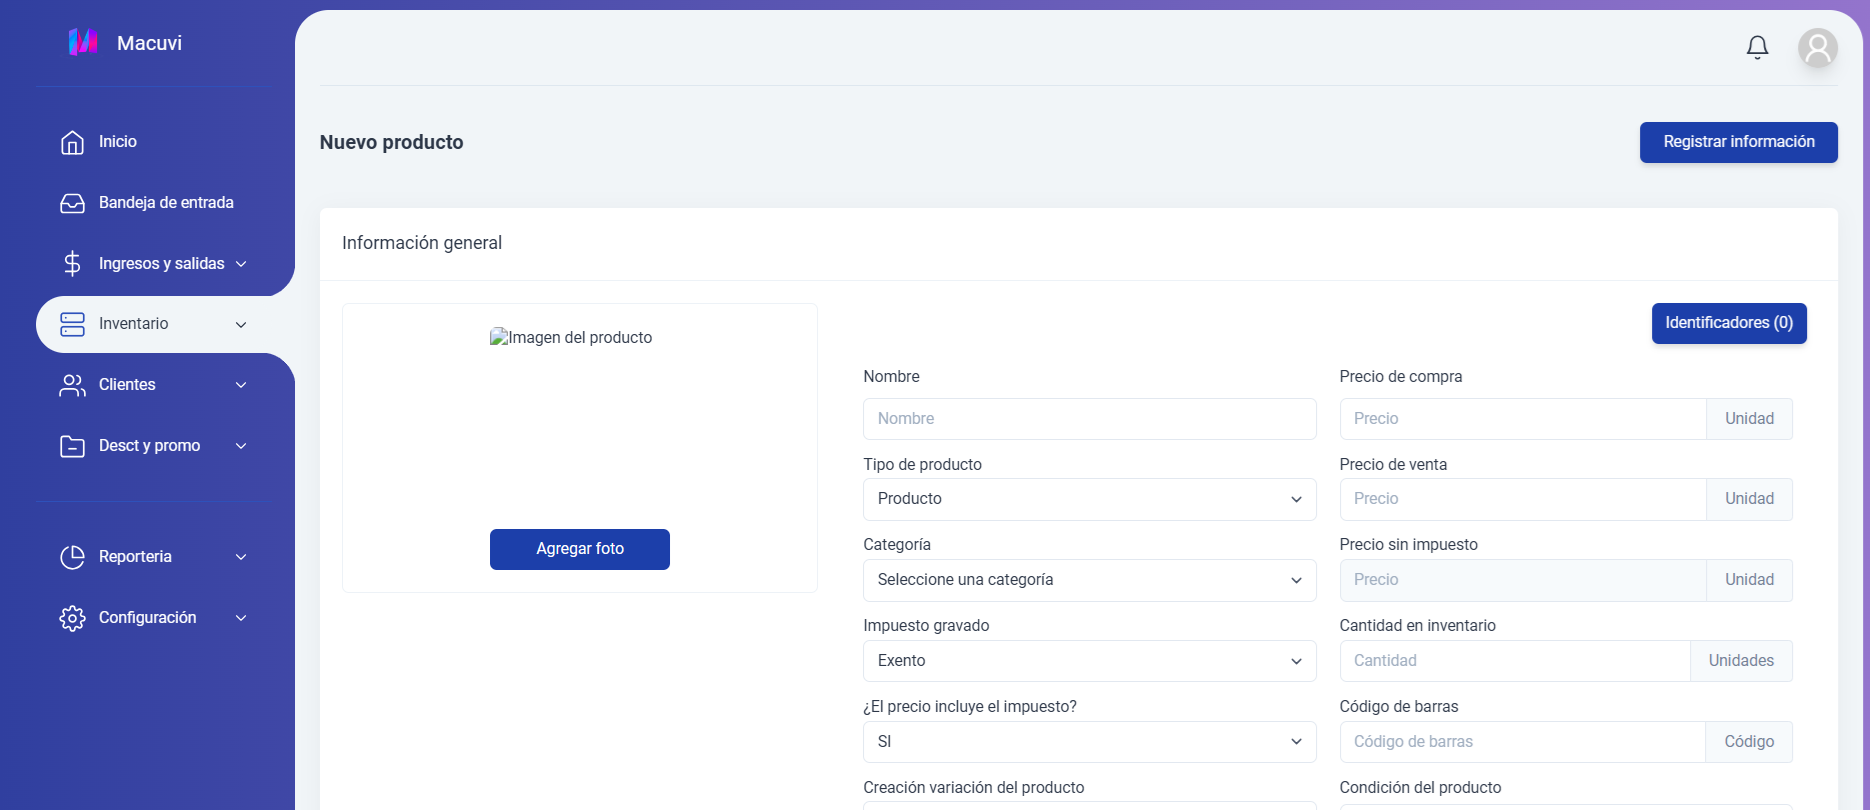 Macuvi
Inicio
Bandeja de entrada
Ingresos y salidas
Inventario
Clientes
Desct y promo
Reporteria
Configuración
Nuevo producto
Registrar información
Información general
Imagen del producto
Agregar foto
Identificadores (0)
Nombre
Nombre
Tipo de producto
Producto
Categoría
Seleccione una categoría
Impuesto gravado
Exento
¿El precio incluye el impuesto?
SI
Creación variación del producto
Precio de compra
Precio Unidad
Precio de venta
Precio Unidad
Precio sin impuesto
Precio Unidad
Cantidad en inventario
Cantidad Unidades
Código de barras
Código de barras Código
Condición del producto